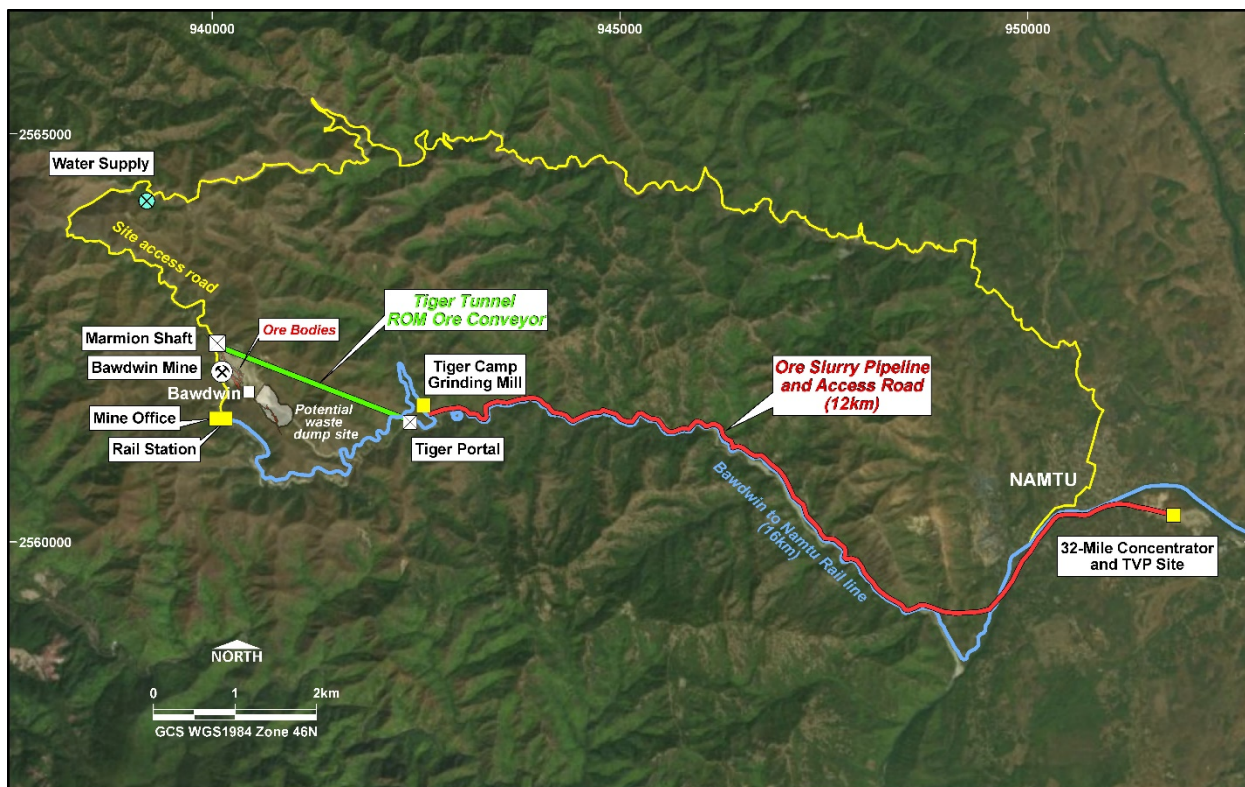 940000
945000
950000
2565000
Water Supply
Site access road
Tiger Tunnel
ROM Ore Conveyor
Ore Bodies
Marmion Shaft
Bawdwin Mine
Bawdwin
Tiger Camp
Grinding Mill
Ore Slurry Pipeline
and Access Road
(12km)
Mine Office
Rail Station
Potential
waste
dump site
Tiger Portal
Bawdwin to Namtu Rail line
(16km)
NAMTU
2560000
32-Mile Concentrator
and TVP Site
NORTH
0 1 2km
GCS WGS1984 Zone 46N